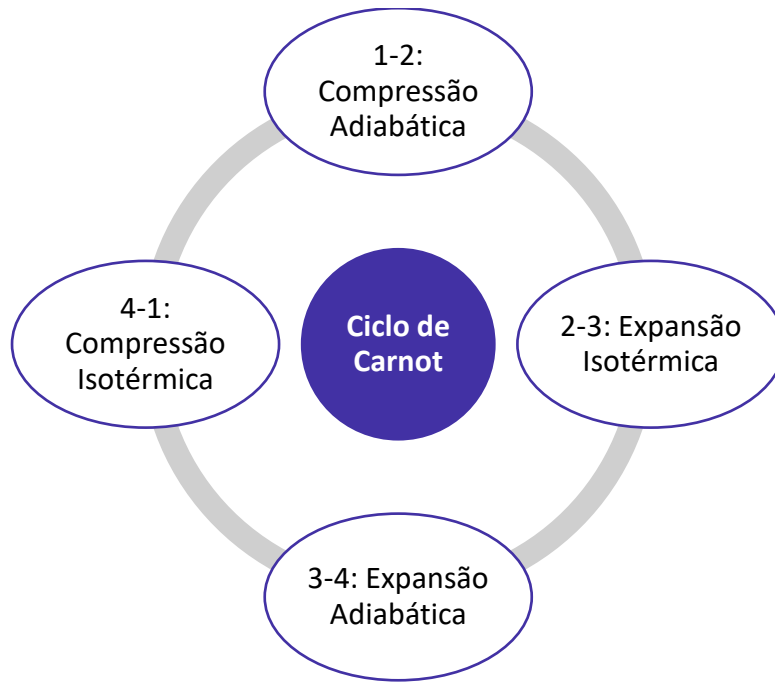 1-2:
Compressão
Adiabática
4-1:
Compressão
Isotérmica
Ciclo de
Carnot
2-3: Expansão
Isotérmica
3-4: Expansão
Adiabática